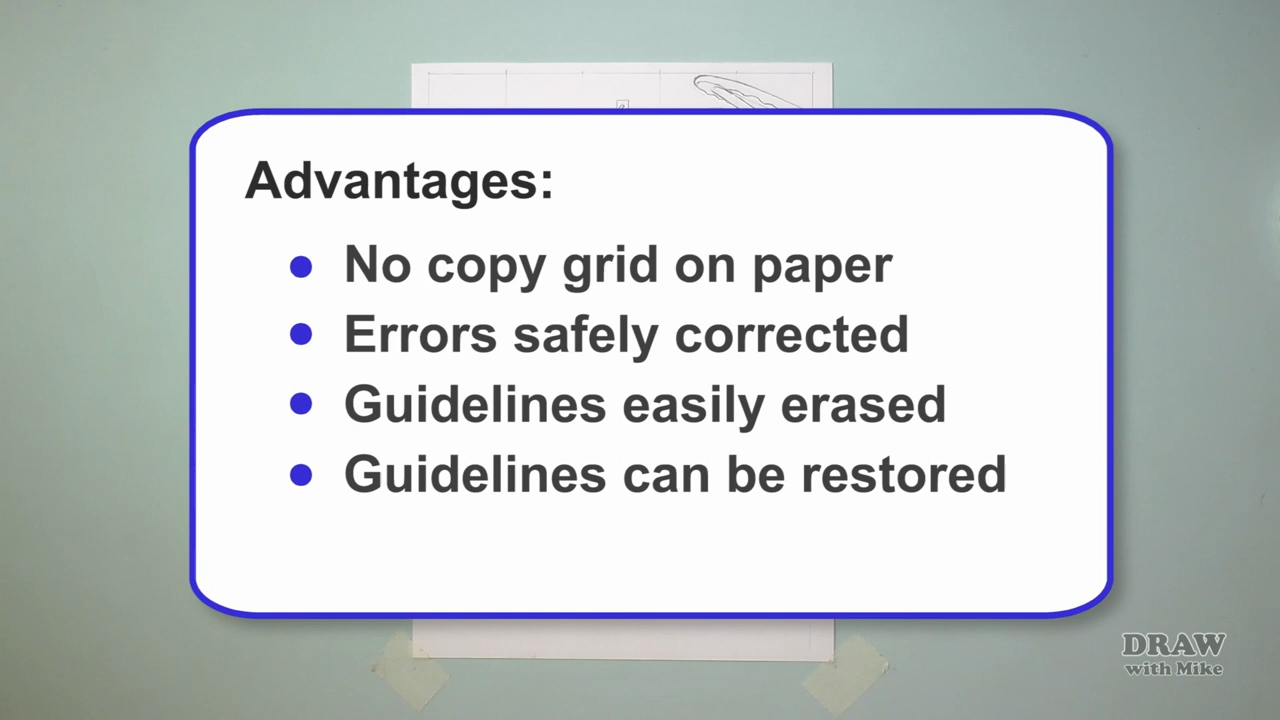 Advantages:
No copy grid on paper
Errors safely corrected
Guidelines easily erased
Guidelines can be restored
DRAW
with Mike